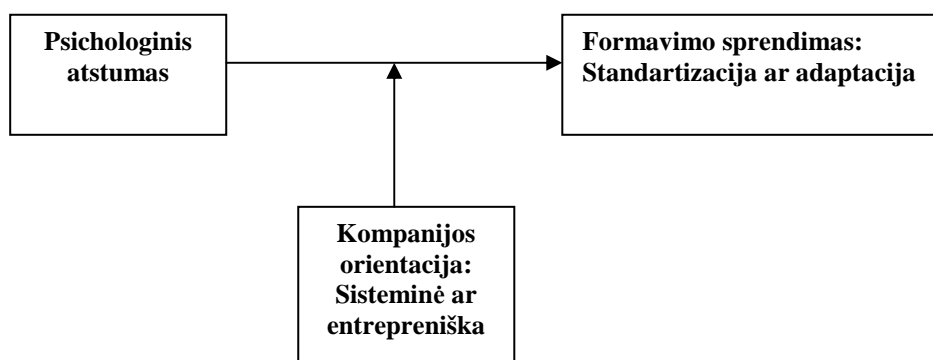 Psichologinis
atstumas
Formavimo sprendimas:
Standartizacija ar adaptacija
Kompanijos
orientacija:
Sisteminė ar
entrepreniška